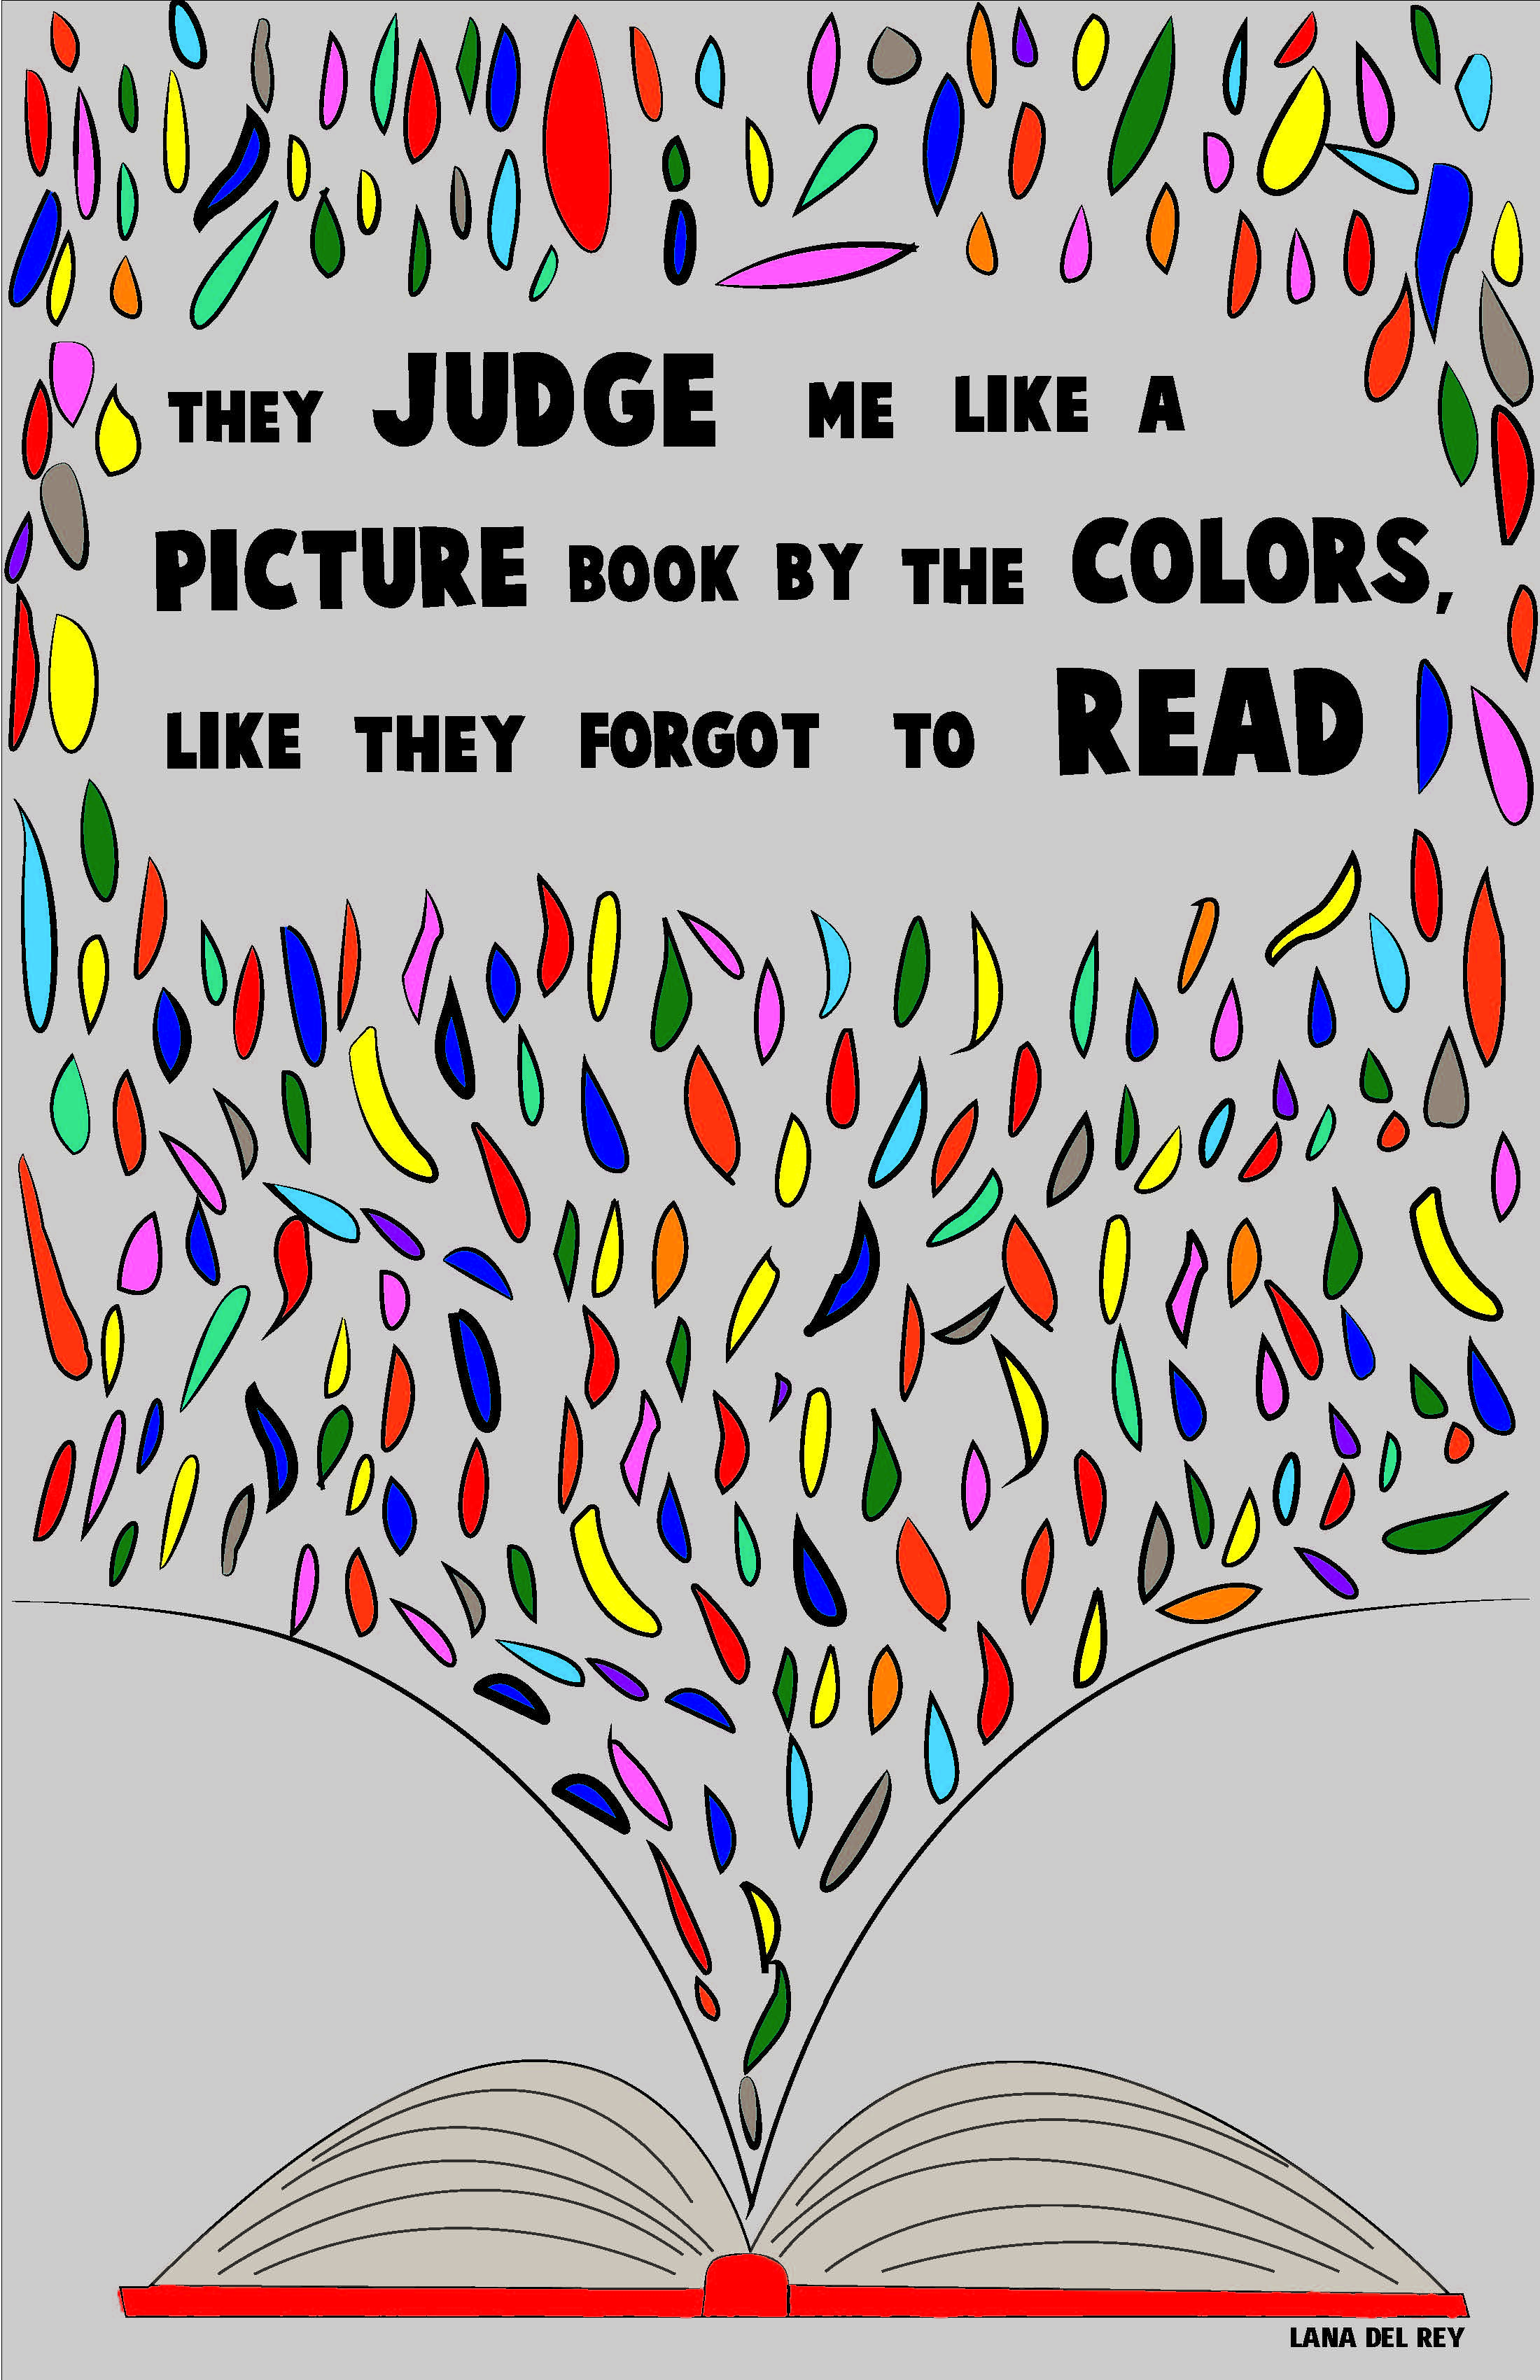 THEY JUDGE ME LIKE A
PICTURE BOOK BY THE COLORS,
LIKE THEY FORGOT TO READ
LANA DEL REY